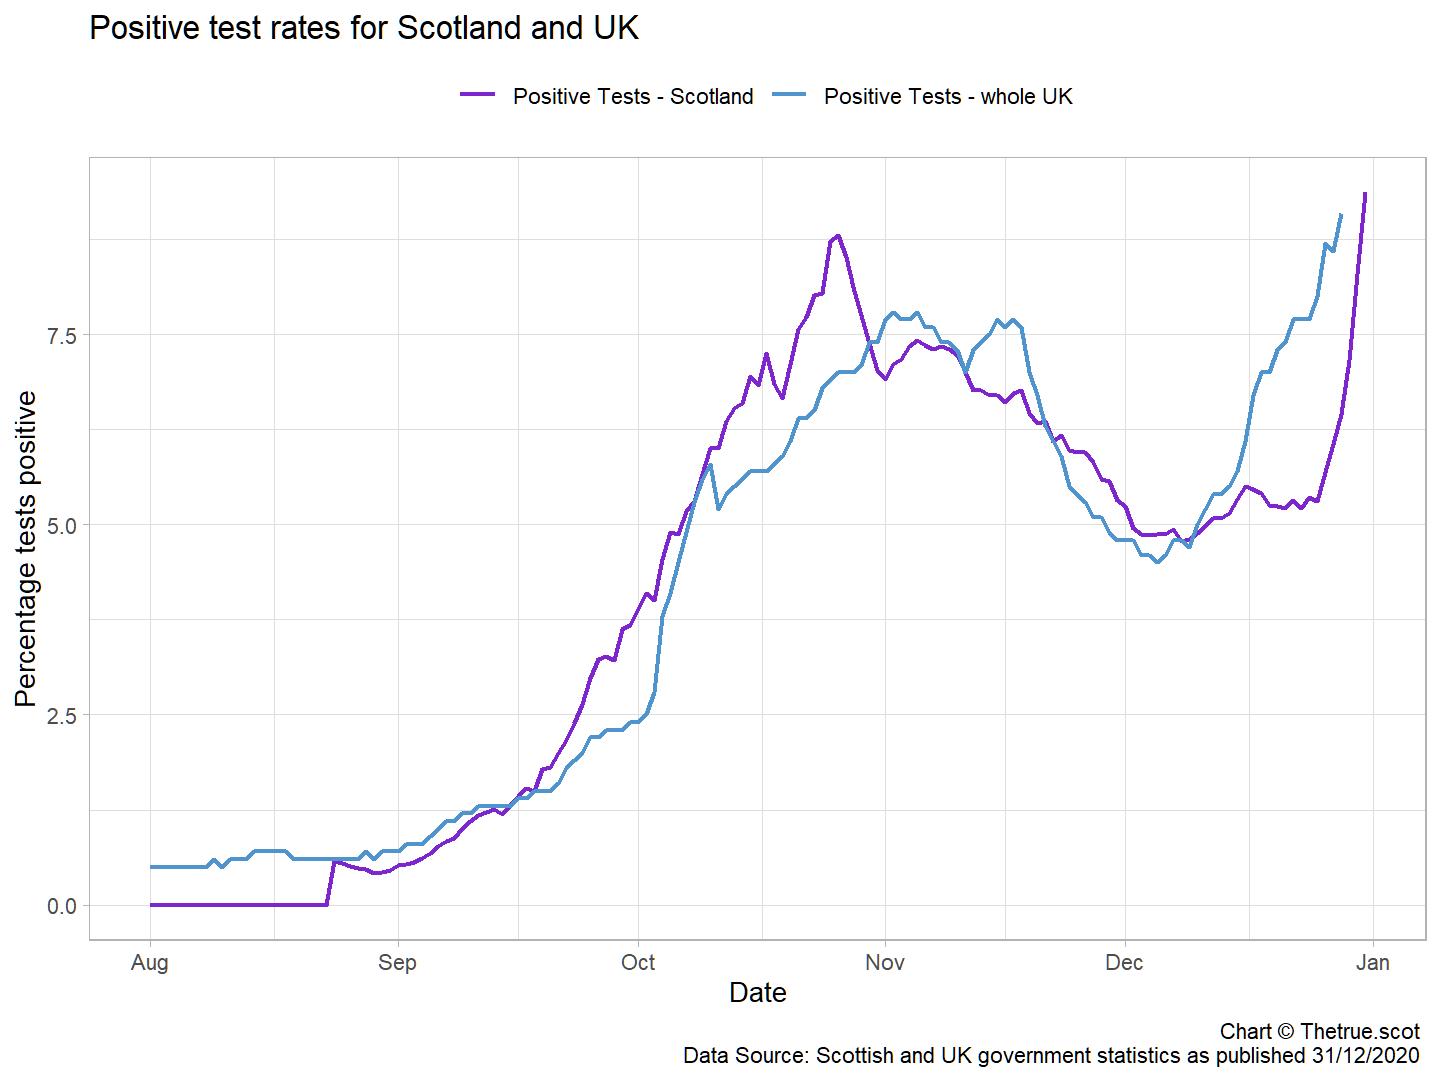 Positive test rates for Scotland and UK
Positive Tests - Scotland
Positive Tests - whole UK
Percentage tests positive
7.5
5.0
2.5
0.0
Aug
Sep
Oct
Nov
Dec
Jan
Date
Chart © Thetrue.scot
Data Source: Scottish and UK government statistics as published 31/12/2020